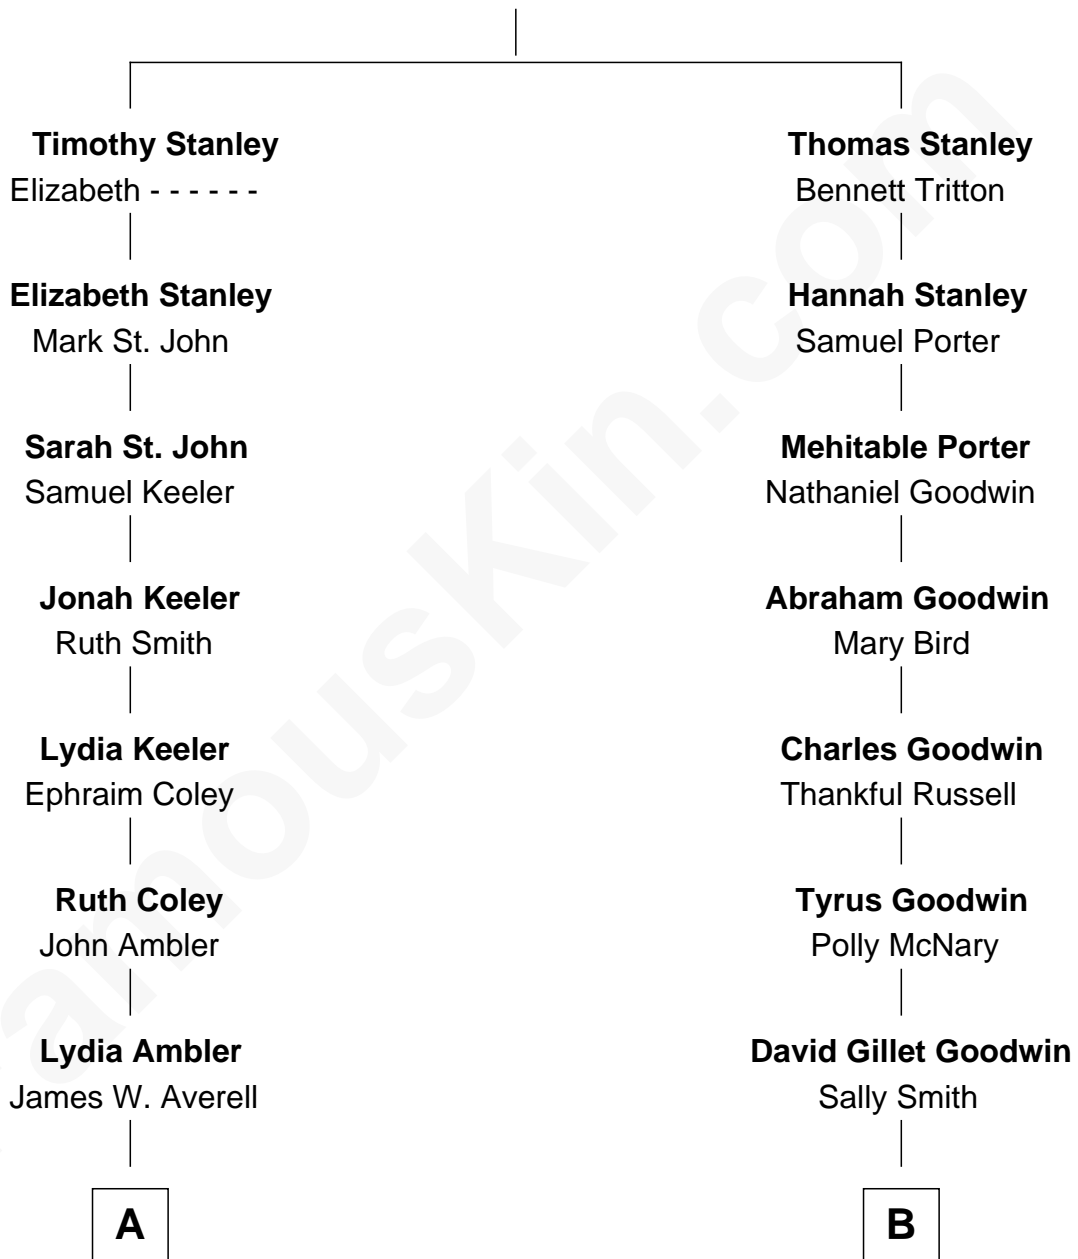 Timothy Stanley
Elizabeth - - - - - -
Thomas Stanley
Bennett Tritton
Elizabeth Stanley
Mark St. John
Hannah Stanley
Samuel Porter
Sarah St. John
Samuel Keeler
Mehitable Porter
Nathaniel Goodwin
Jonah Keeler
Ruth Smith
Abraham Goodwin
Mary Bird
Lydia Keeler
Ephraim Coley
Charles Goodwin
Thankful Russell
Ruth Coley
John Ambler
Tyrus Goodwin
Polly McNary
Lydia Ambler
James W. Averell
David Gillet Goodwin
Sally Smith
A
B
amouskin.com